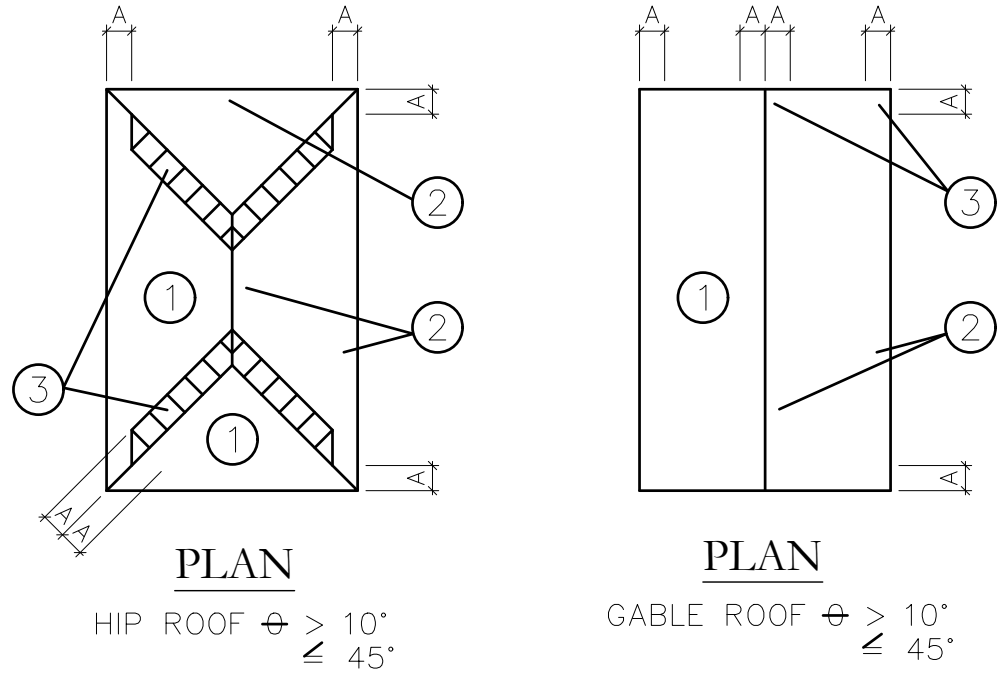 A A A A A A
A A
2 3
1 1
2 2
3
1
A A
A
A
PLAN PLAN
HIP ROOF θ > 10° GABLE ROOF θ > 10°
≤ 45° ≤ 45°